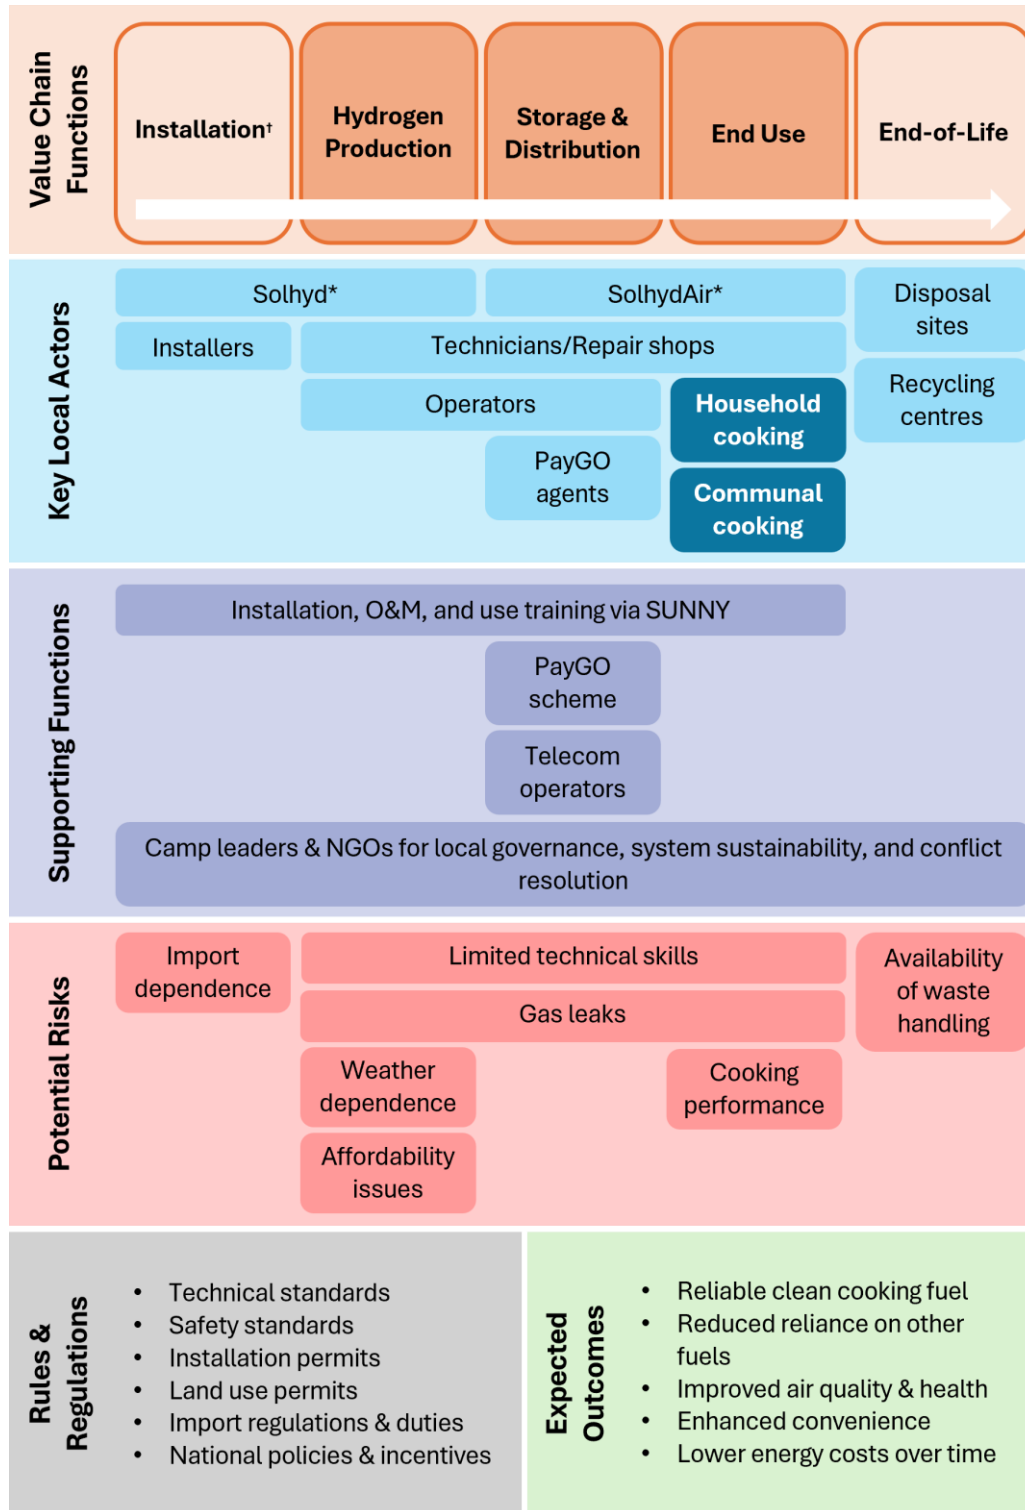 Value Chain
Functions
Installation†
Hydrogen
Production
Storage &
Distribution
End Use
End-of-Life
Key Local Actors
Solhyd*
SolhydAir*
Disposal
sites
Installers
Technicians/Repair shops
Operators
Household
cooking
Recycling
centres
PayGO
agents
Communal
cooking
Supporting Functions
Installation, O&M, and use training via SUNNY
PayGO
scheme
Telecom
operators
Camp leaders & NGOs for local governance, system sustainability, and conflict
resolution
Potential Risks
Import
dependence
Limited technical skills
Availability
of waste
handling
Gas leaks
Weather
dependence
Cooking
performance
Affordability
issues
Rules &
Regulations
• Technical standards
• Safety standards
• Installation permits
• Land use permits
• Import regulations & duties
• National policies & incentives
Expected
Outcomes
• Reliable clean cooking fuel
• Reduced reliance on other
fuels
• Improved air quality & health
• Enhanced convenience
• Lower energy costs over time